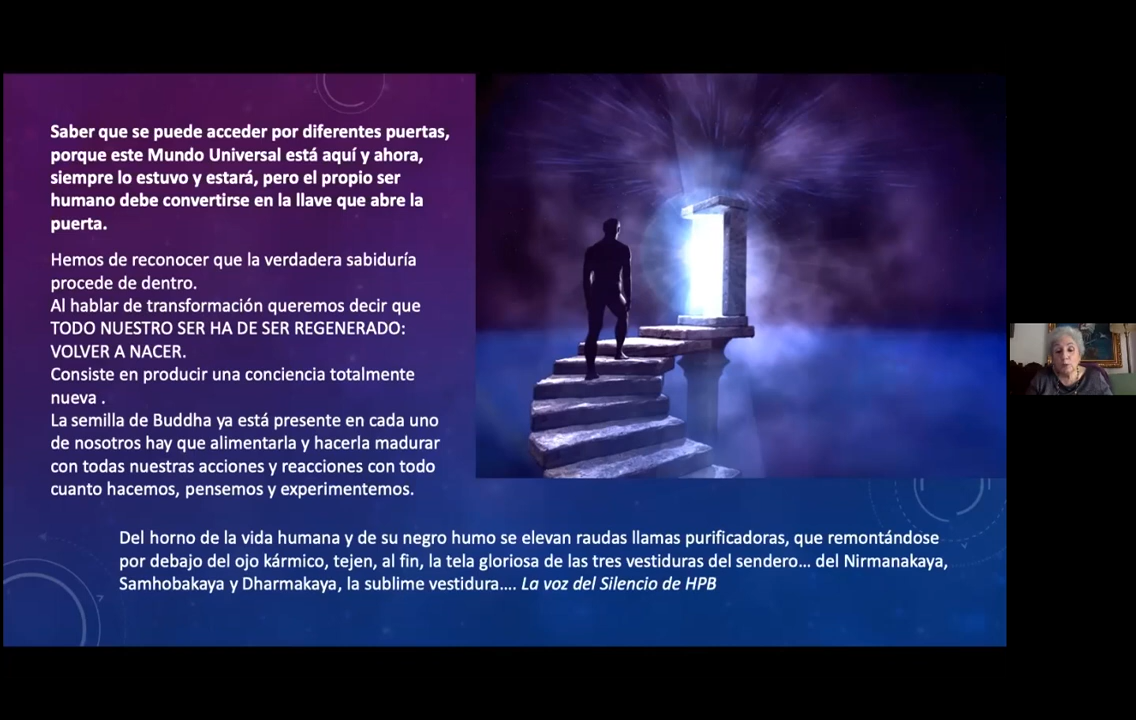 Saber que se puede acceder por diferentes puertas,
porque este Mundo Universal está aquí y ahora,
siempre lo estuvo y estará, pero el propio ser
humano debe convertirse en la llave que abre la
puerta.
Hemos de reconocer que la verdadera sabiduría
procede de dentro.
Al hablar de transformación queremos decir que
TODO NUESTRO SER HA DE SER REGENERADO:
VOLVER A NACER.
Consiste en producir una conciencia totalmente
nueva .
La semilla de Buddha ya está presente en cada uno
de nosotros hay que alimentarla y hacerla madurar
con todas nuestras acciones y reacciones con todo
cuanto hacemos, pensemos y experimentemos.
Del horno de la vida humana y de su negro humo se elevan raudas llamas purificadoras, que remontándose
por debajo del ojo kármico, tejen, al fin, la tela gloriosa de las tres vestiduras del sendero… del Nirmanakaya,
Samhobakaya y Dharmakaya, la sublime vestidura…. La voz del Silencio de HPB